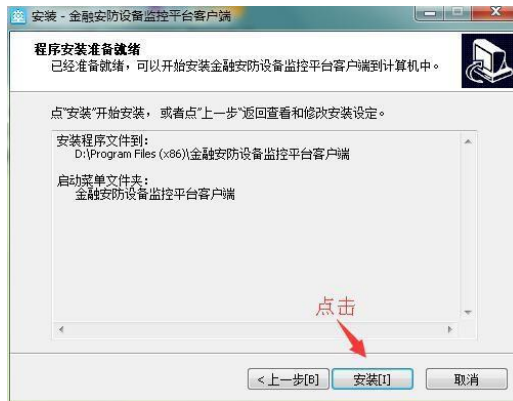 安装 - 金融安防设备监控平台客户端
程序安装准备就绪
已经准备就绪，可以开始安装金融安防设备监控平台客户端到计算机中。
点"安装"开始安装，或者点"上一步"返回查看和修改安装设定。
安装程序文件到：
D:\Program Files (x86)\金融安防设备监控平台客户端
启动菜单文件夹：
金融安防设备监控平台客户端
点击
<上一步[B]
安装[I]
取消